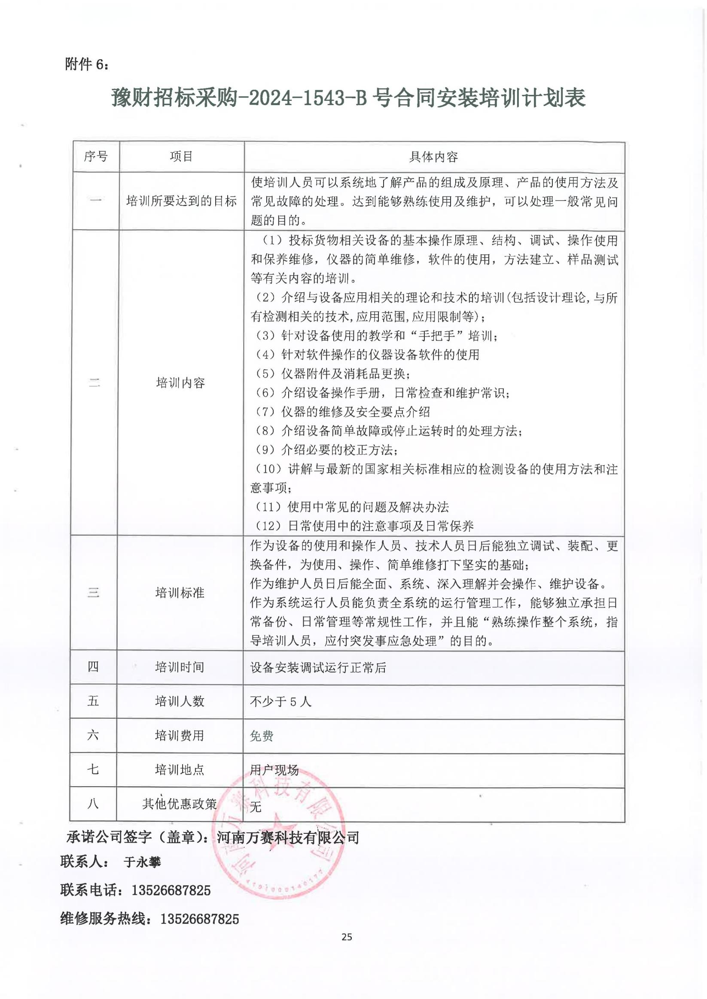 附件 6：
豫财招标采购-2024-1543-B 号合同安装培训计划表
序号 项目 具体内容
一 培训所要达到的目标
使培训人员可以系统地了解产品的组成及原理、产品的使用方法及
常见故障的处理。达到能够熟练使用及维护，可以处理一般常见问
题的目的。
二 培训内容
（1）投标货物相关设备的基本操作原理、结构、调试、操作使用
和保养维修，仪器的简单维修，软件的使用，方法建立、样品测试
等有关内容的培训。
（2）介绍与设备应用相关的理论和技术的培训(包括设计理论,与所
有检测相关的技术,应用范围,应用限制等)；
（3）针对设备使用的教学和“手把手”培训；
（4）针对软件操作的仪器设备软件的使用
（5）仪器附件及消耗品更换；
（6）介绍设备操作手册，日常检查和维护常识；
（7）仪器的维修及安全要点介绍
（8）介绍设备简单故障或停止运转时的处理方法；
（9）介绍必要的校正方法；
（10）讲解与最新的国家相关标准相应的检测设备的使用方法和注
意事项；
（11）使用中常见的问题及解决办法
（12）日常使用中的注意事项及日常保养
三 培训标准
作为设备的使用和操作人员、技术人员日后能独立调试、装配、更
换备件，为使用、操作、简单维修打下坚实的基础；
作为维护人员日后能全面、系统、深入理解并会操作、维护设备。
作为系统运行人员能负责全系统的运行管理工作，能够独立承担日
常备份、日常管理等常规性工作，并且能“熟练操作整个系统，指
导培训人员，应付突发事应急处理”的目的。
四 培训时间 设备安装调试运行正常后
五 培训人数 不少于 5 人
六 培训费用 免费
七 培训地点 用户现场
八 其他优惠政策 无
承诺公司签字（盖章）：河南万赛科技有限公司
河南万赛科技有限公司
4101000140177
联系人： 于永攀
联系电话：13526687825
维修服务热线：13526687825
25